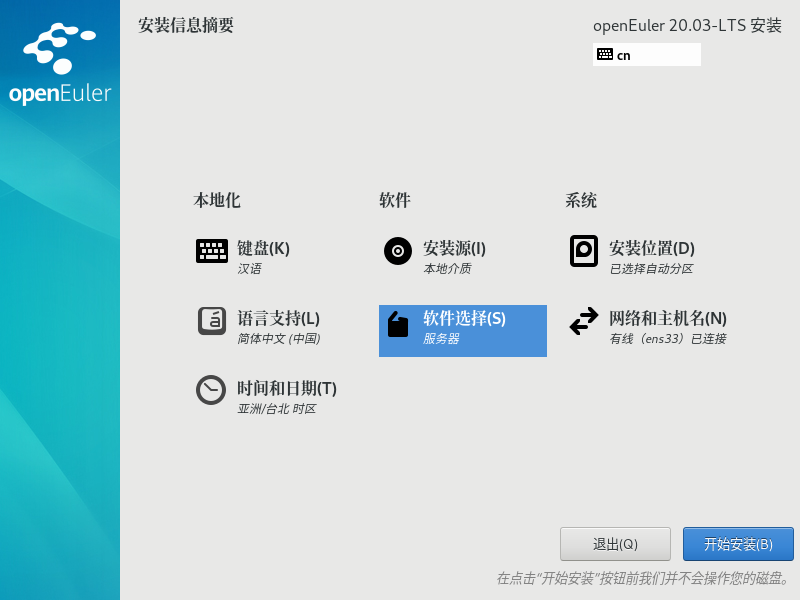 openEuler
安装信息摘要
openEuler 20.03-LTS 安装
cn
本地化
键盘(K)
汉语
语言支持(L)
简体中文 (中国)
时间和日期(T)
亚洲/台北 时区
软件
安装源(I)
本地介质
软件选择(S)
服务器
系统
安装位置(D)
已选择自动分区
网络和主机名(N)
有线（ens33）已连接
退出(Q)
开始安装(B)
在点击“开始安装”按钮前我们并不会操作您的磁盘。